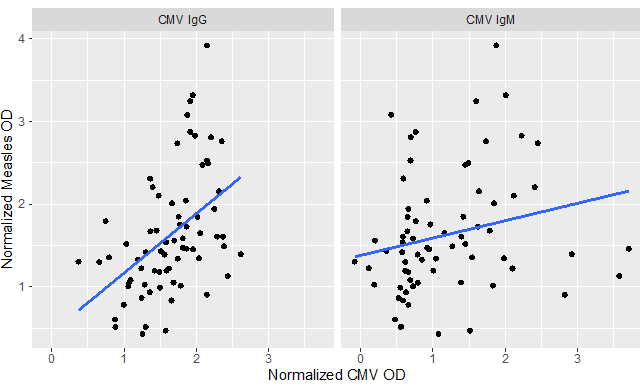 CMV IgG
CMV IgM
4
3
2
1
Normalized Measles OD
0 1 2 3
0 1 2 3
Normalized CMV OD